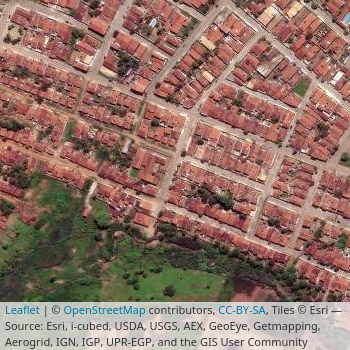 Leaflet | © OpenStreetMap contributors, CC-BY-SA, Tiles © Esri —
Source: Esri, i-cubed, USDA, USGS, AEX, GeoEye, Getmapping,
Aerogrid, IGN, IGP, UPR-EGP, and the GIS User Community